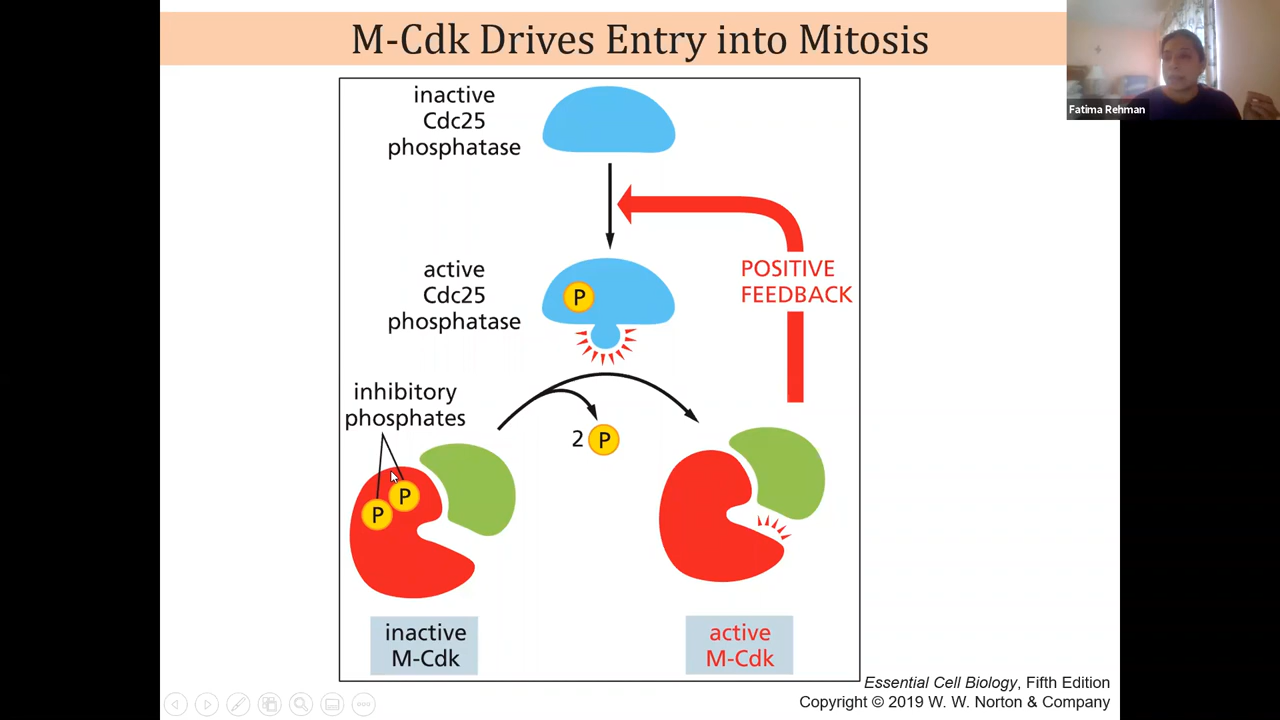 M-Cdk Drives Entry into Mitosis
Fatima Rehman
inactive
Cdc25
phosphatase
active
Cdc25
phosphatase
P
POSITIVE
FEEDBACK
inhibitory
phosphates
2 P
P
P
inactive
M-Cdk
active
M-Cdk
Essential Cell Biology, Fifth Edition
Copyright © 2019 W. W. Norton & Company